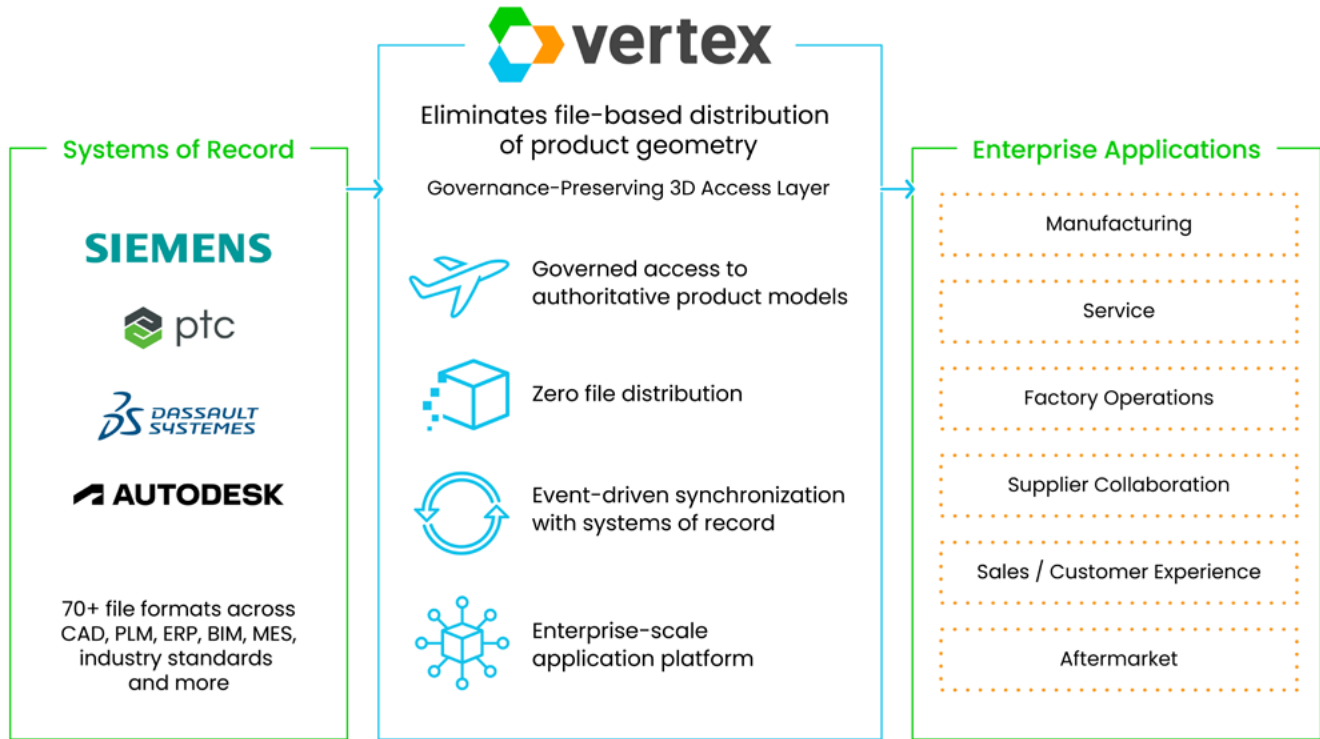 vertex
Eliminates file-based distribution
of product geometry
Governance-Preserving 3D Access Layer
Systems of Record
SIEMENS
ptc
DASSAULT
SYSTEMES
AUTODESK
70+ file formats across
CAD, PLM, ERP, BIM, MES,
industry standards
and more
Governed access to
authoritative product models
Zero file distribution
Event-driven synchronization
with systems of record
Enterprise-scale
application platform
Enterprise Applications
Manufacturing
Service
Factory Operations
Supplier Collaboration
Sales / Customer Experience
Aftermarket